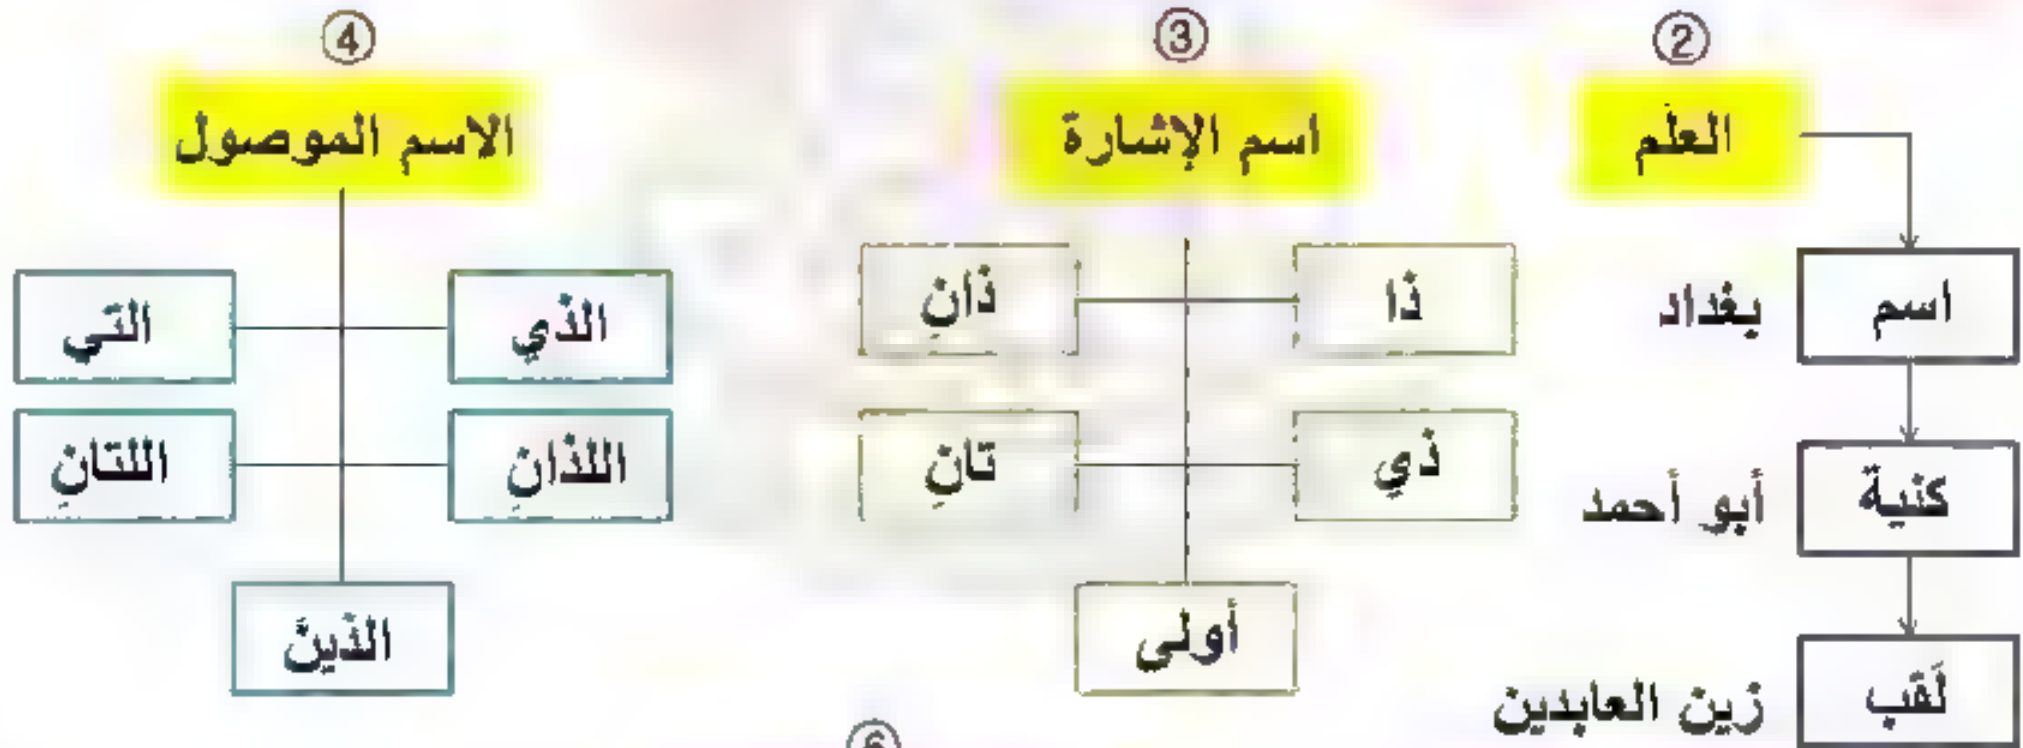 ②
العلم
اسم
بغداد
كنية
أبو أحمد
لَقب
زين العابدين
③
اسم الإشارة
ذا
ذانِ
ذي
تانِ
أولى
④
الاسم الموصول
الذي
التي
اللذانِ
اللتانِ
الذينَ
⑥